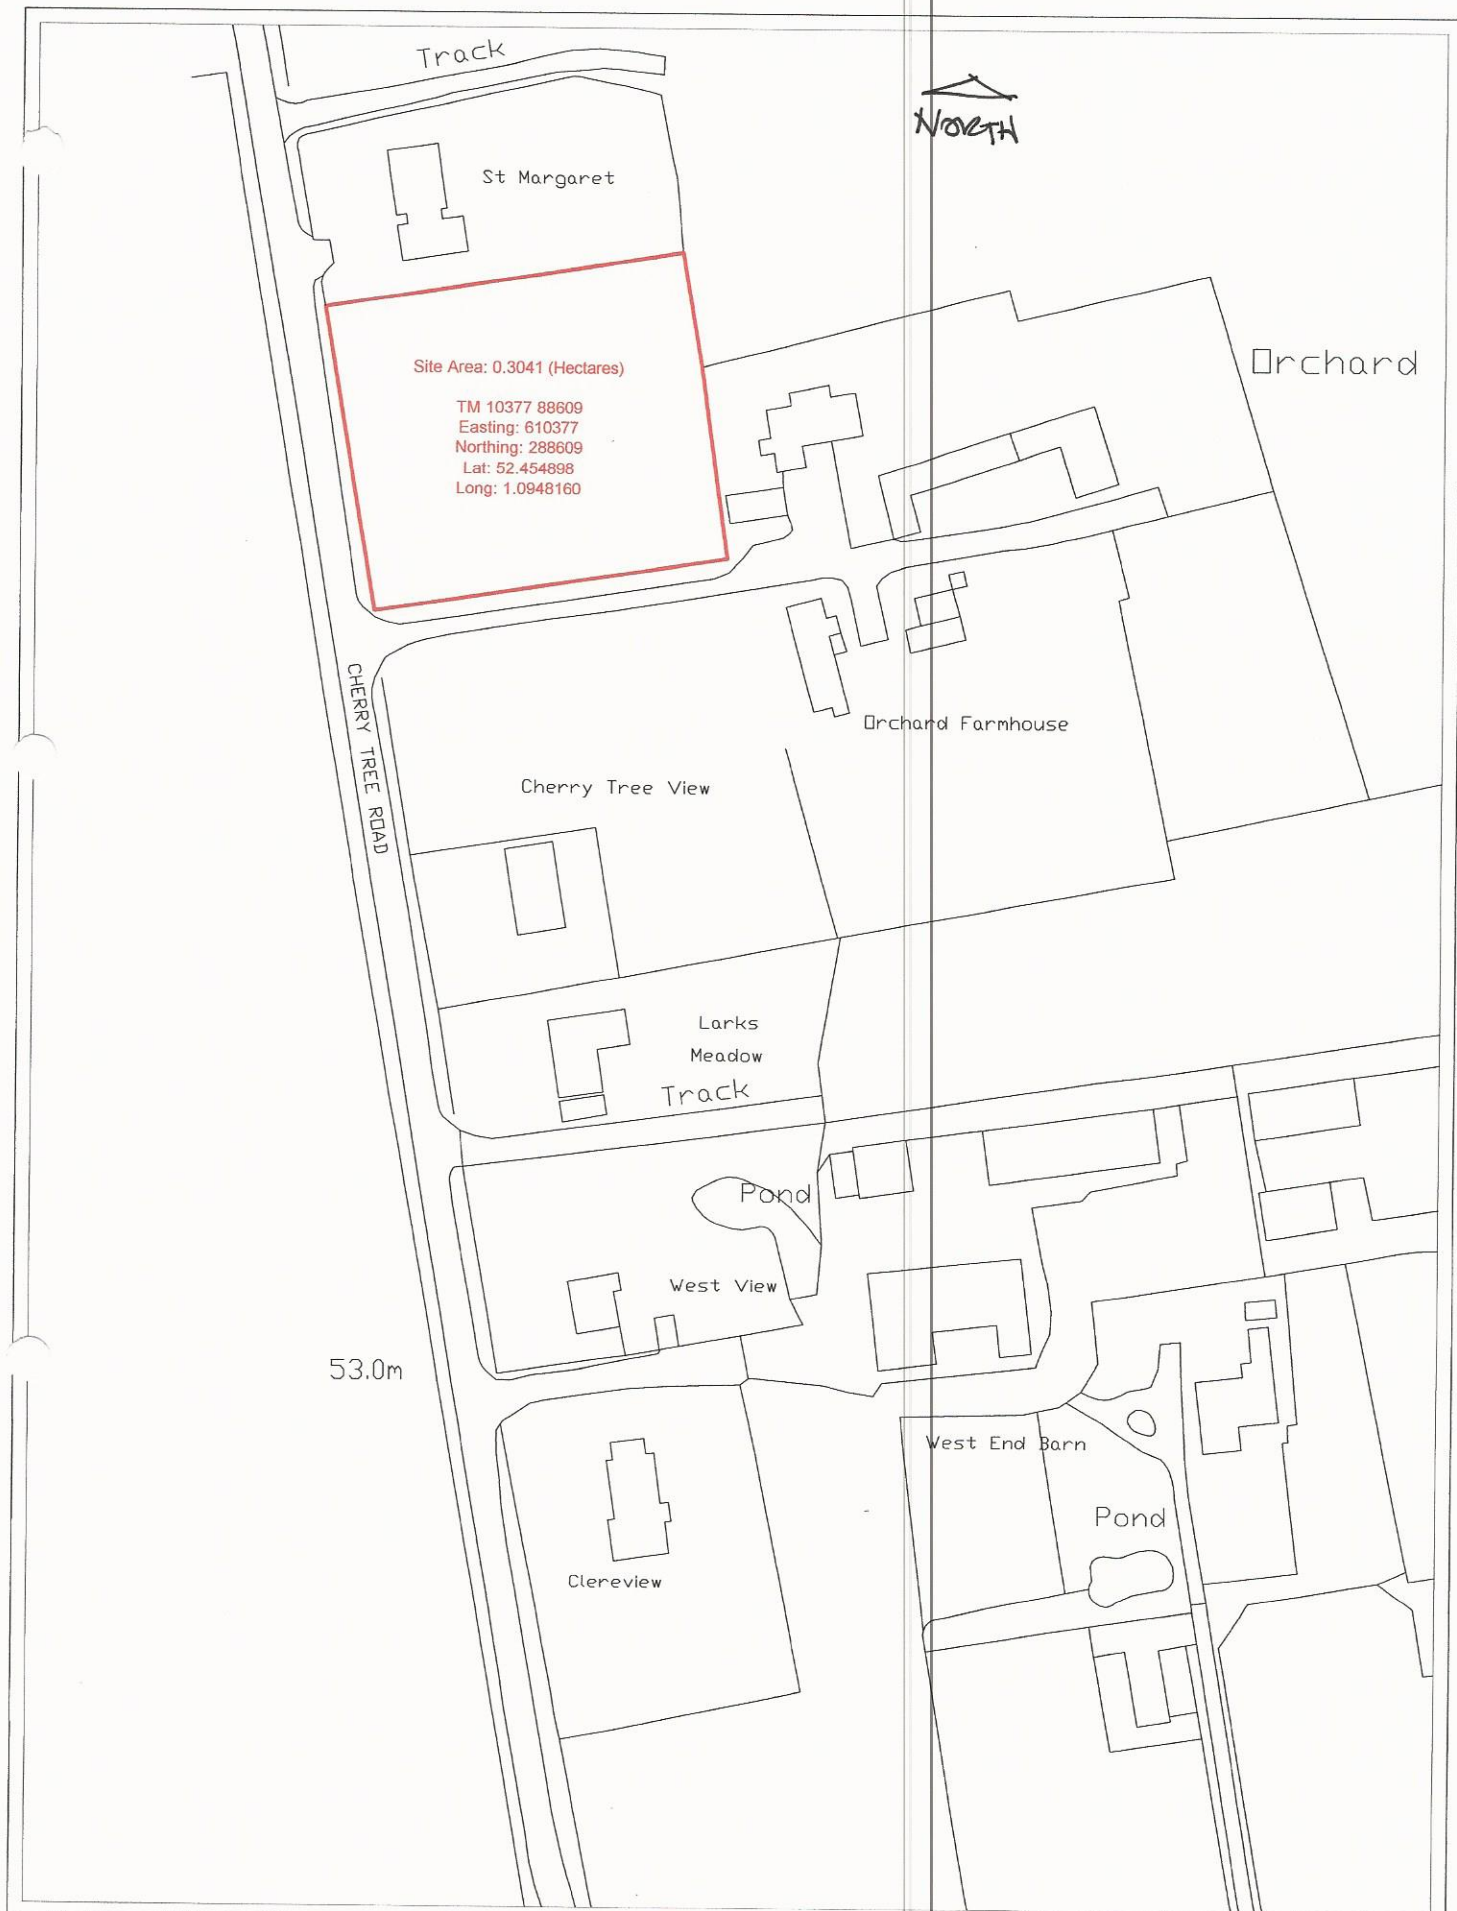 Track
NORTH
St Margaret
Orchard
Site Area: 0.3041 (Hectares)
TM 10377 88609
Easting: 610377
Northing: 288609
Lat: 52.454898
Long: 1.0948160
CHERRY TREE ROAD
Orchard Farmhouse
Cherry Tree View
Larks
Meadow
Track
Pond
West View
53.0m
West End Barn
Pond
Clereview